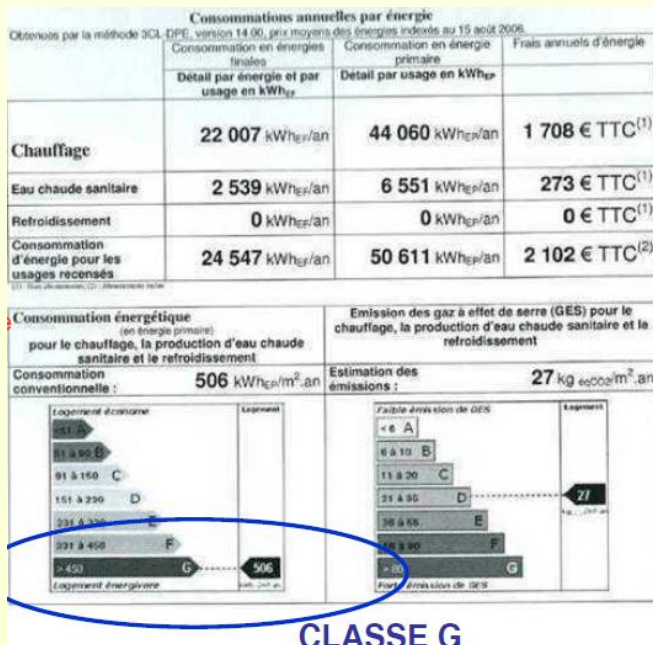 Consommations annuelles par énergie
Obtenues par la méthode 3CL-DPE, version 14.00, prix moyens des énergies indexés au 15 août 2006.
Consommation en énergies finales
Consommation en énergie primaire
Frais annuels d'énergie
Détail par énergie et par usage en kWhEF
Détail par usage en kWhEP
Chauffage
22 007 kWhEF/an
44 060 kWhEP/an
1 708 € TTC(1)
Eau chaude sanitaire
2 539 kWhEF/an
6 551 kWhEP/an
273 € TTC(1)
Refroidissement
0 kWhEF/an
0 kWhEP/an
0 € TTC(1)
Consommation d'énergie pour les usages recensés
24 547 kWhEF/an
50 611 kWhEP/an
2 102 € TTC(2)
Consommation énergétique
(en énergie primaire)
pour le chauffage, la production d'eau chaude
sanitaire et le refroidissement
Emission des gaz à effet de serre (GES) pour le
chauffage, la production d'eau chaude sanitaire et le
refroidissement
Consommation conventionnelle :
506 kWhEP/m².an
Estimation des émissions :
27 kg éqCO2/m².an
Logement économe
Logement
<51 A
51 à 90 B
91 à 150 C
151 à 230 D
231 à 330 E
331 à 450 F
>450 G
506
Logement énergivore
Faible émission de GES
Logement
<6 A
6 à 10 B
11 à 20 C
21 à 35 D
27
36 à 55 E
56 à 80 F
>80 G
Forte émission de GES
CLASSE G